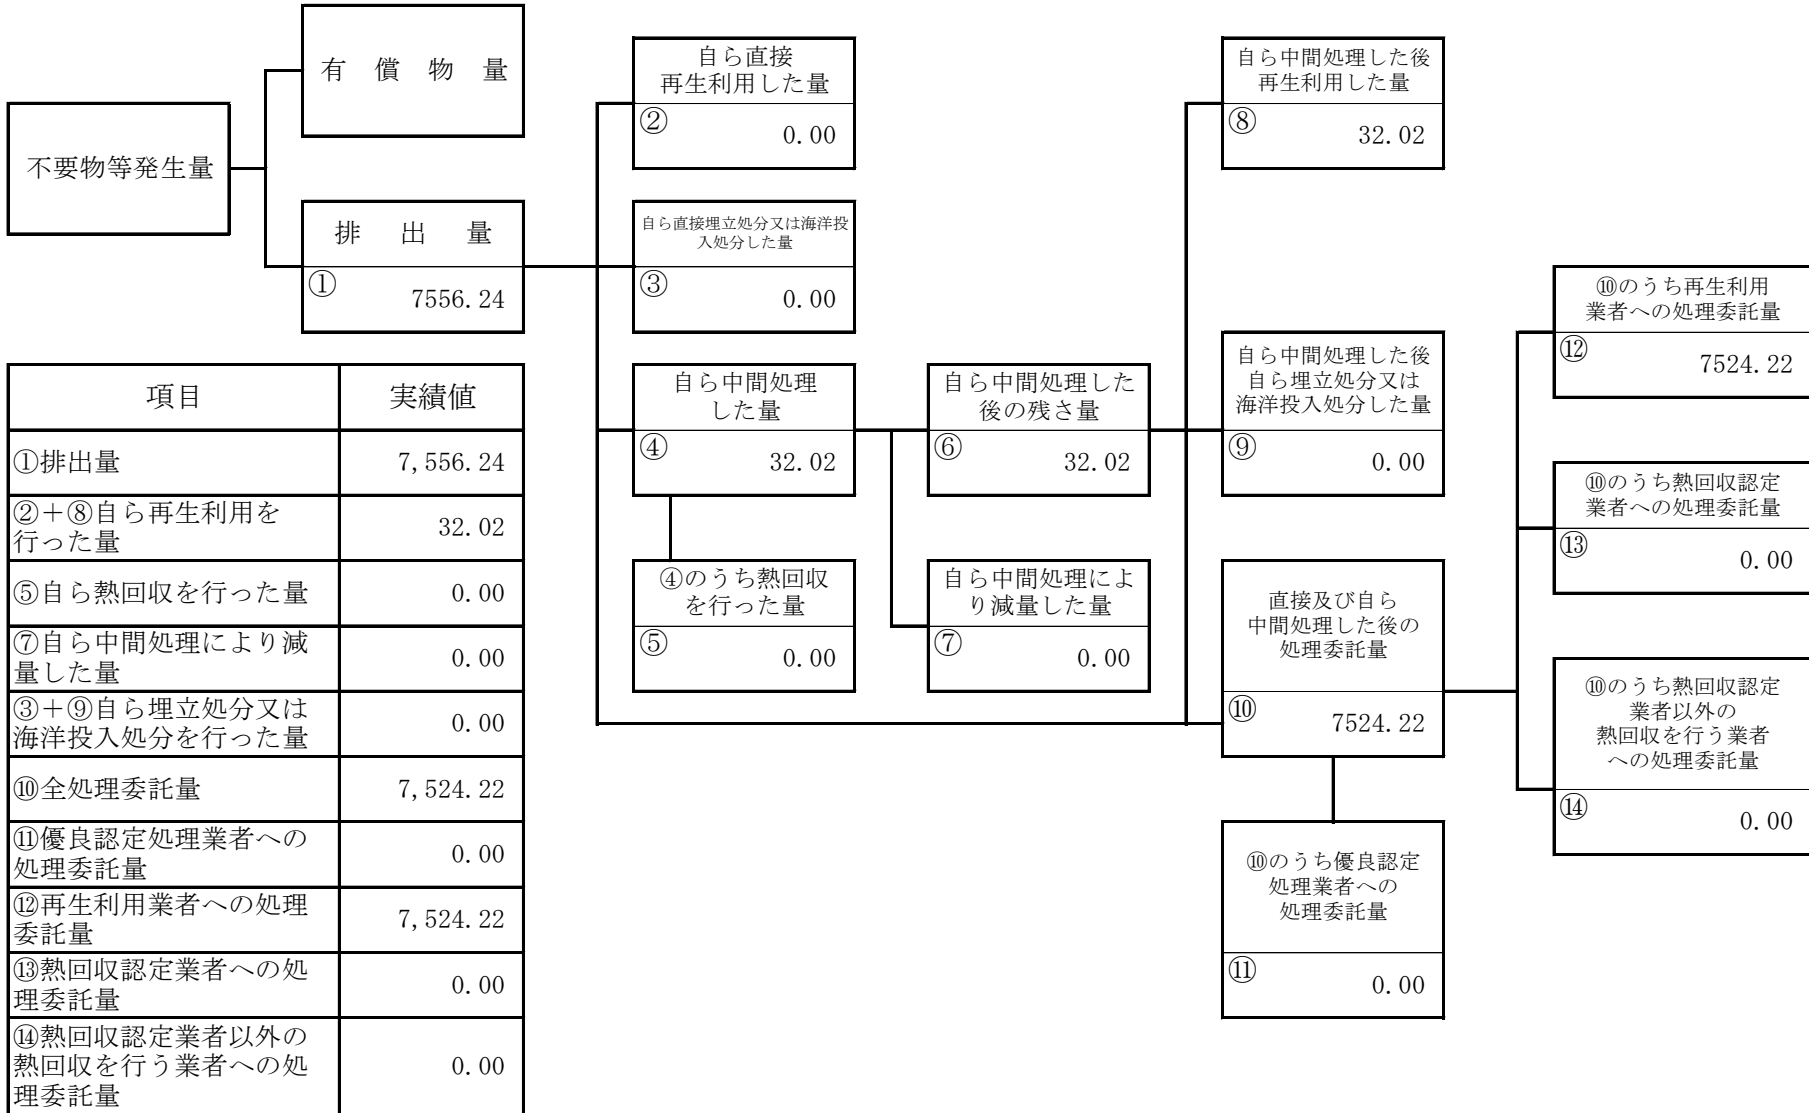 有　償　物　量
不要物等発生量
排　出　量
①
7556.24
自ら直接
再生利用した量
②
0.00
自ら直接埋立処分又は海洋投
入処分した量
③
0.00
自ら中間処理
した量
④
32.02
④のうち熱回収
を行った量
⑤
0.00
自ら中間処理した
後の残さ量
⑥
32.02
自ら中間処理によ
り減量した量
⑦
0.00
自ら中間処理した後
再生利用した量
⑧
32.02
自ら中間処理した後
自ら埋立処分又は
海洋投入処分した量
⑨
0.00
直接及び自ら
中間処理した後の
処理委託量
⑩
7524.22
⑩のうち優良認定
処理業者への
処理委託量
⑪
0.00
⑩のうち再生利用
業者への処理委託量
⑫
7524.22
⑩のうち熱回収認定
業者への処理委託量
⑬
0.00
⑩のうち熱回収認定
業者以外の
熱回収を行う業者
への処理委託量
⑭
0.00
項目 実績値
①排出量 7,556.24
②＋⑧自ら再生利用を
行った量 32.02
⑤自ら熱回収を行った量 0.00
⑦自ら中間処理により減
量した量 0.00
③＋⑨自ら埋立処分又は
海洋投入処分を行った量 0.00
⑩全処理委託量 7,524.22
⑪優良認定処理業者への
処理委託量 0.00
⑫再生利用業者への処理
委託量 7,524.22
⑬熱回収認定業者への処
理委託量 0.00
⑭熱回収認定業者以外の
熱回収を行う業者への処
理委託量 0.00